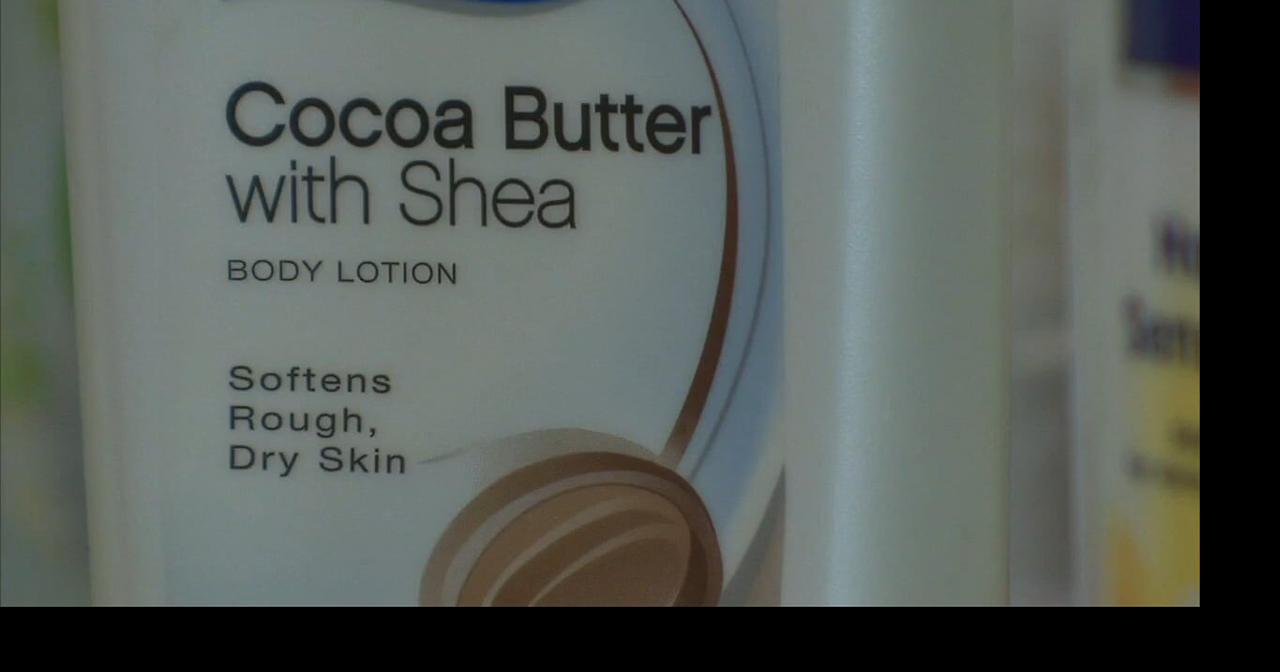 Cocoa Butter
with Shea
BODY LOTION
Softens
Rough,
Dry Skin